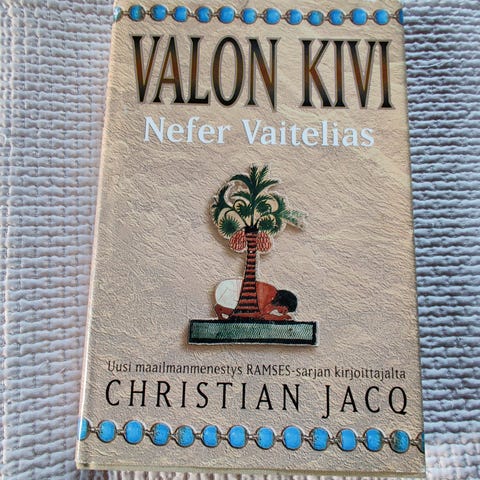 VALON KIVI
Nefer Vaitelias
Uusi maailmanmenestys RAMSES-sarjan kirjoittajalta
CHRISTIAN JACQ